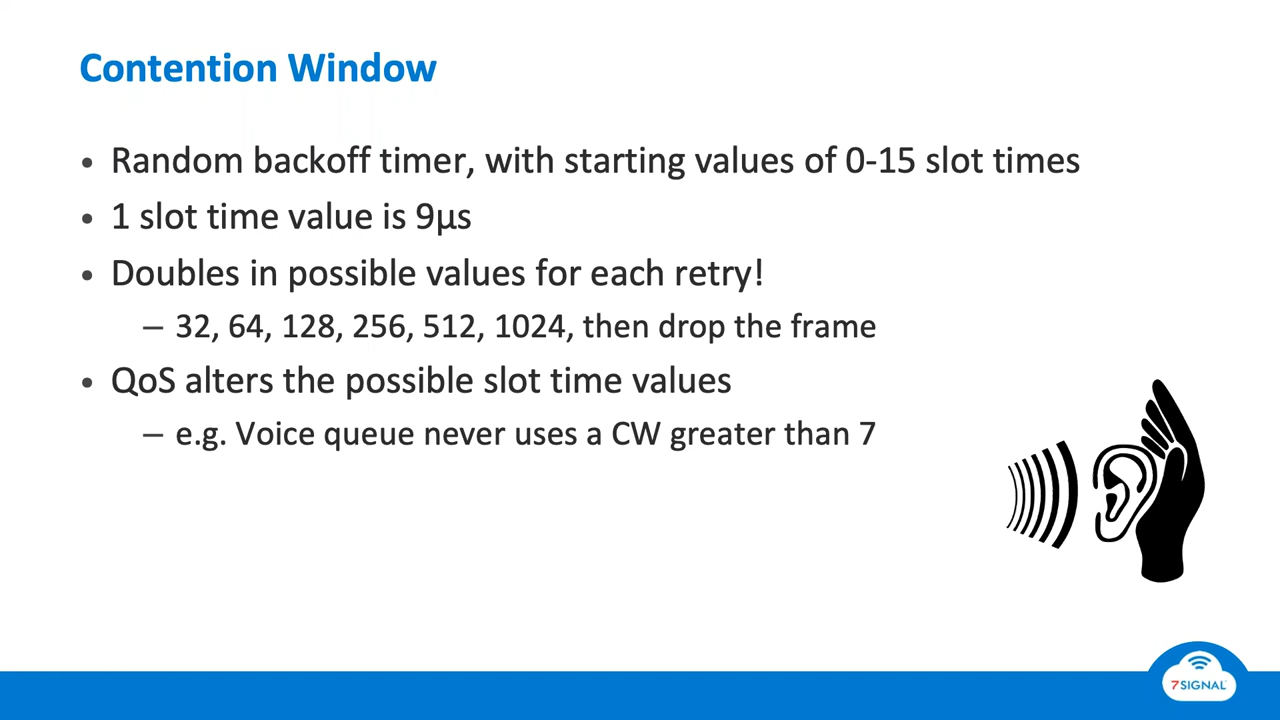 Contention Window
• Random backoff timer, with starting values of 0-15 slot times
• 1 slot time value is 9µs
• Doubles in possible values for each retry!
– 32, 64, 128, 256, 512, 1024, then drop the frame
• QoS alters the possible slot time values
– e.g. Voice queue never uses a CW greater than 7
7SIGNAL